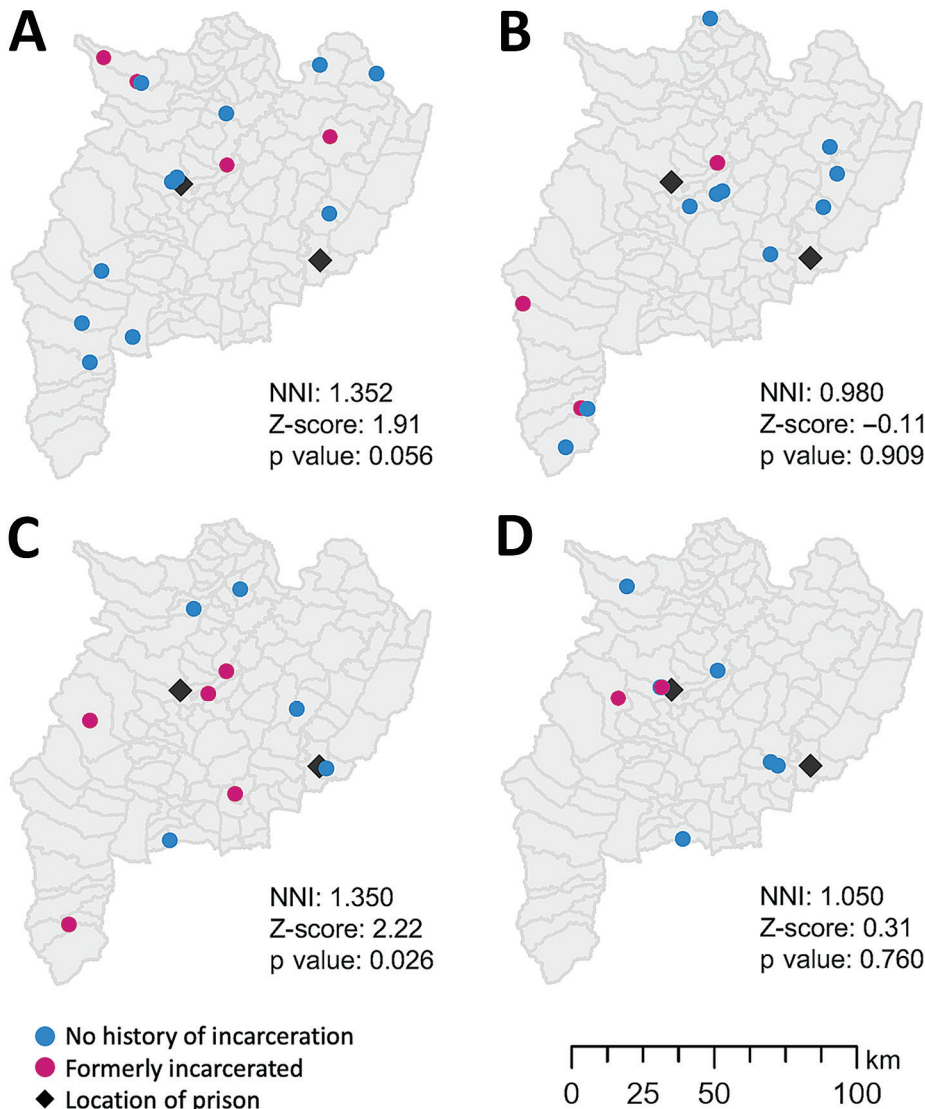 A
B
NNI: 1.352
Z-score: 1.91
p value: 0.056
NNI: 0.980
Z-score: –0.11
p value: 0.909
C
D
NNI: 1.350
Z-score: 2.22
p value: 0.026
NNI: 1.050
Z-score: 0.31
p value: 0.760
No history of incarceration
Formerly incarcerated
Location of prison
km
0 25 50 100